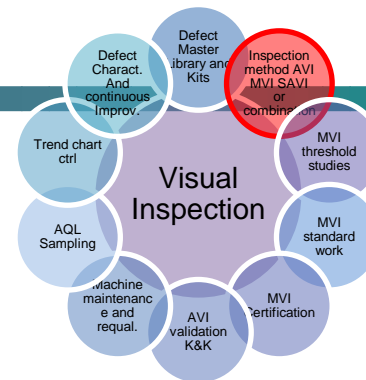 Defect
Master
Library and
Kits
Inspection
method AVI
MVI SAVI
or
combination
MVI
threshold
studies
MVI
standard
work
MVI
Certification
AVI
validation
K&K
Machine
maintenanc
e and
requal.
AQL
Sampling
Trend chart
ctrl
Defect
Charact.
And
continuous
Improv.
Visual
Inspection